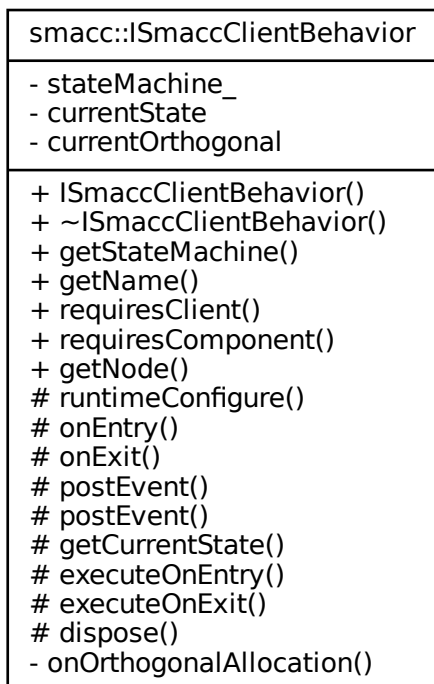 smacc::ISmaccClientBehavior
- stateMachine_
- currentState
- currentOrthogonal
+ ISmaccClientBehavior()
+ ~ISmaccClientBehavior()
+ getStateMachine()
+ getName()
+ requiresClient()
+ requiresComponent()
+ getNode()
# runtimeConfigure()
# onEntry()
# onExit()
# postEvent()
# postEvent()
# getCurrentState()
# executeOnEntry()
# executeOnExit()
# dispose()
- onOrthogonalAllocation()